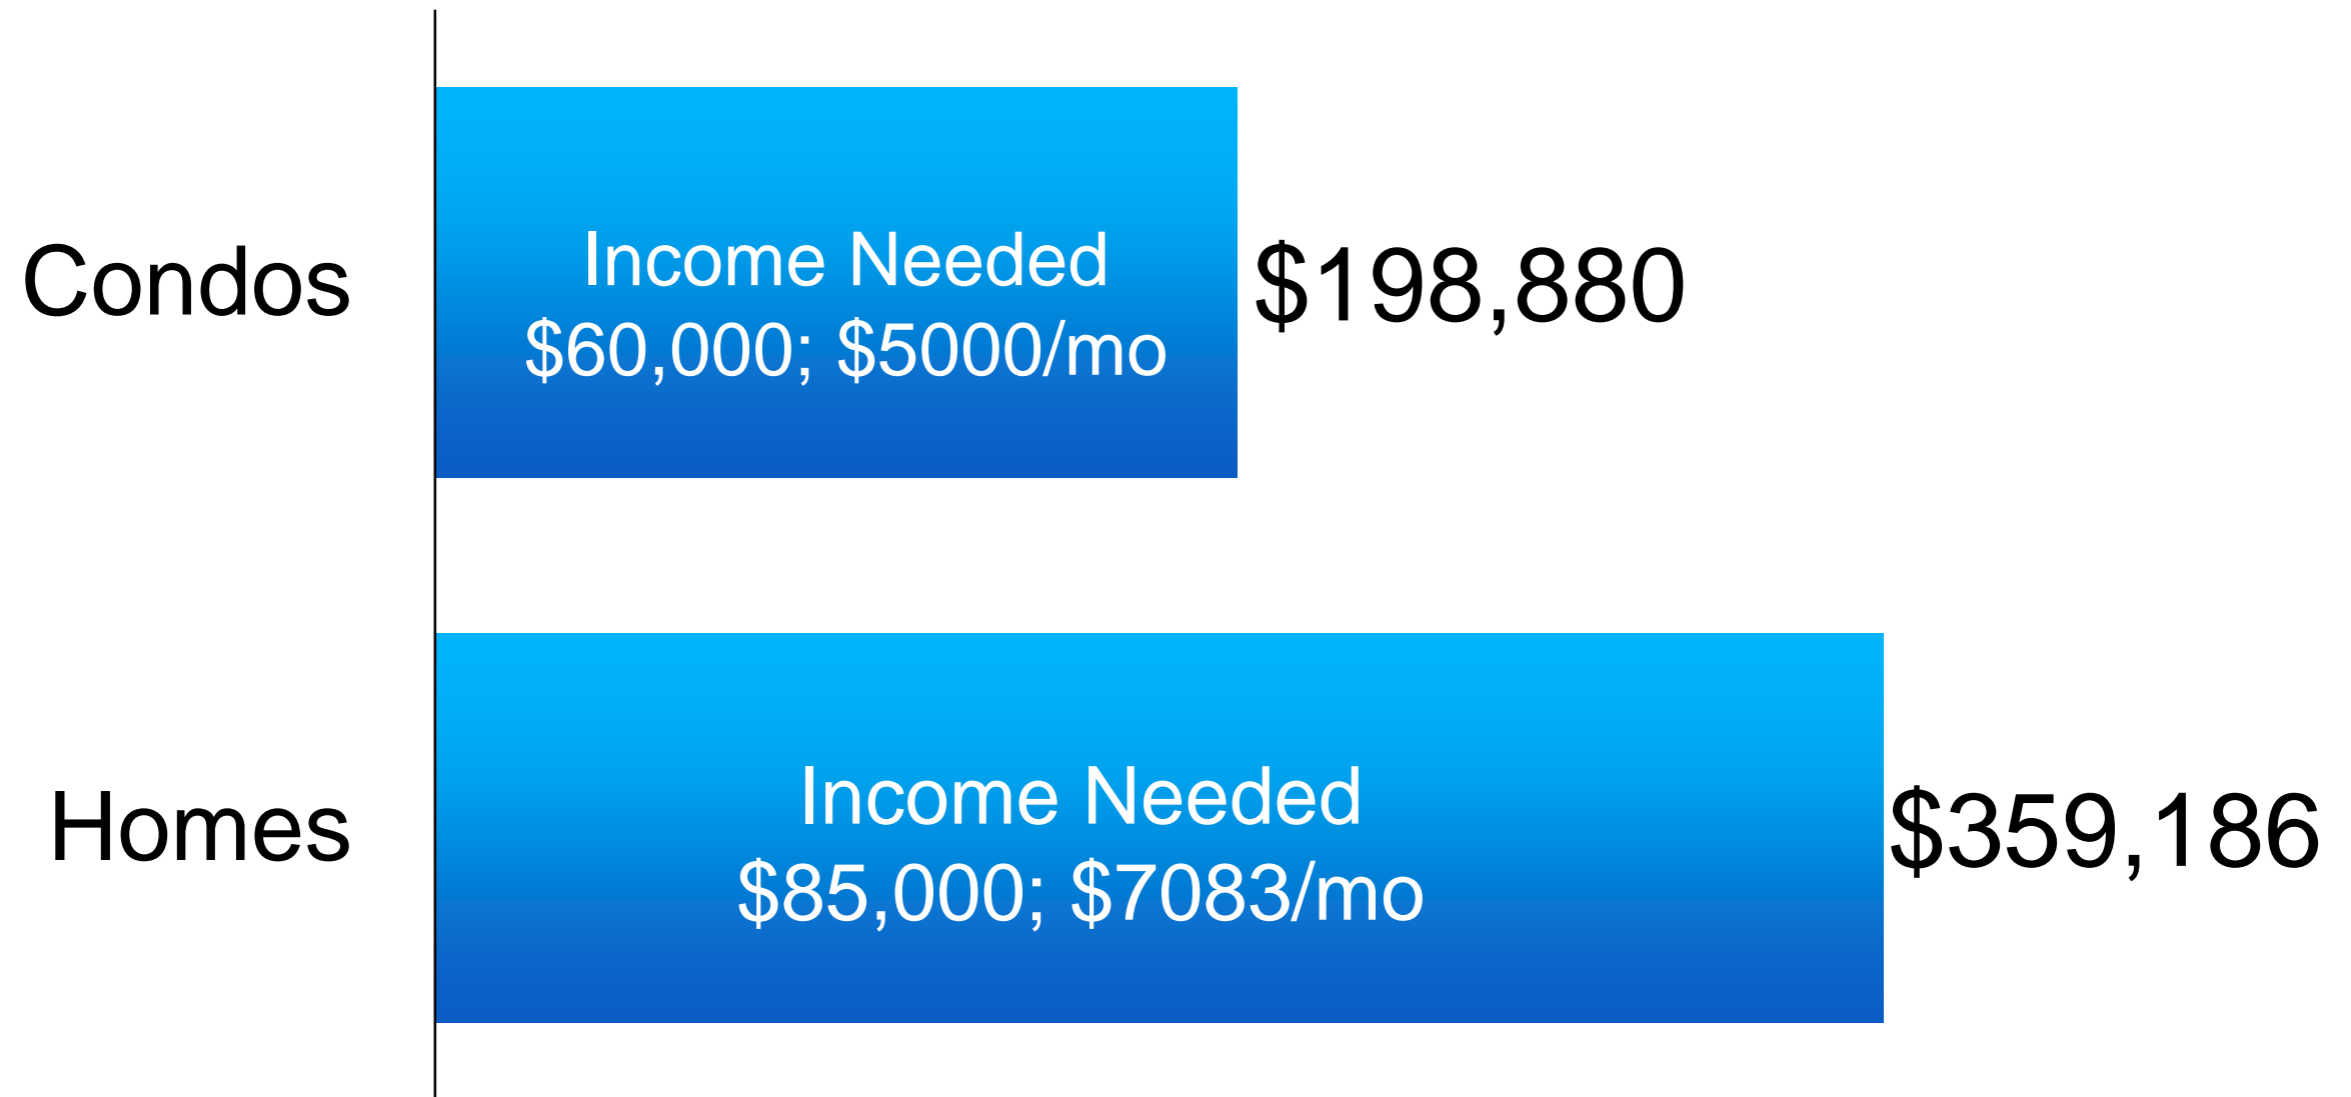 Condos
Income Needed
$60,000; $5000/mo
$198,880
Homes
Income Needed
$85,000; $7083/mo
$359,186